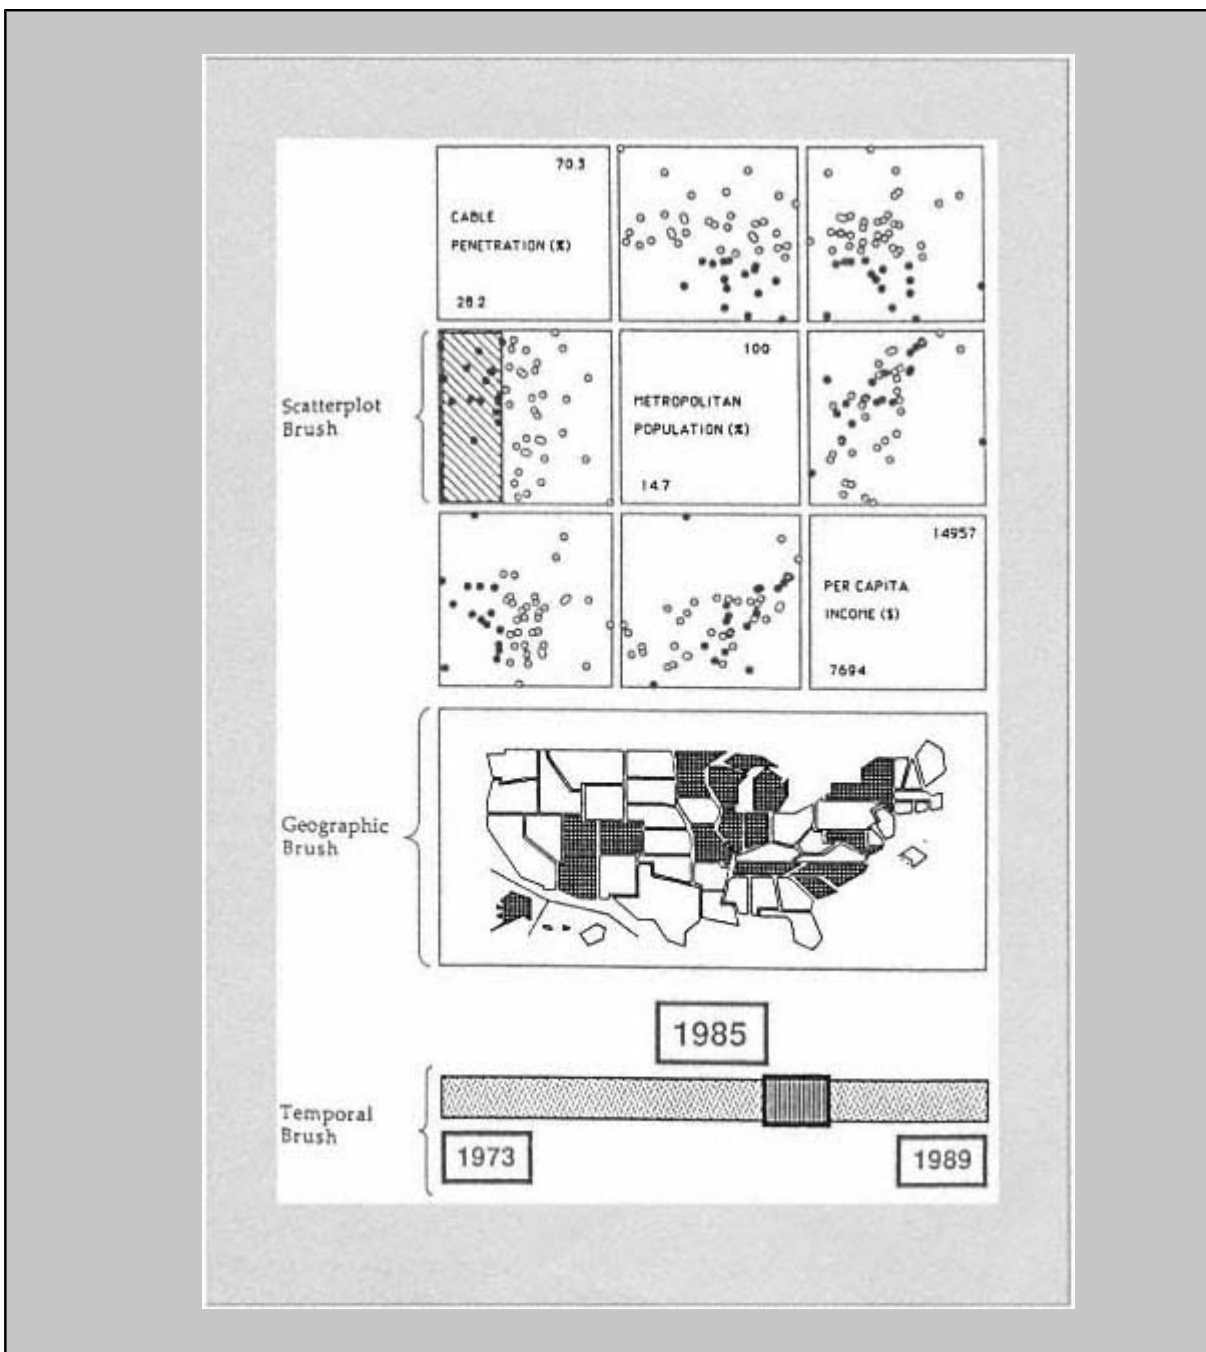 70.3
CABLE
PENETRATION (%)
28.2
Scatterplot
Brush
100
METROPOLITAN
POPULATION (%)
14.7
14957
PER CAPITA
INCOME ($)
7694
Geographic
Brush
1985
Temporal
Brush
1973
1989